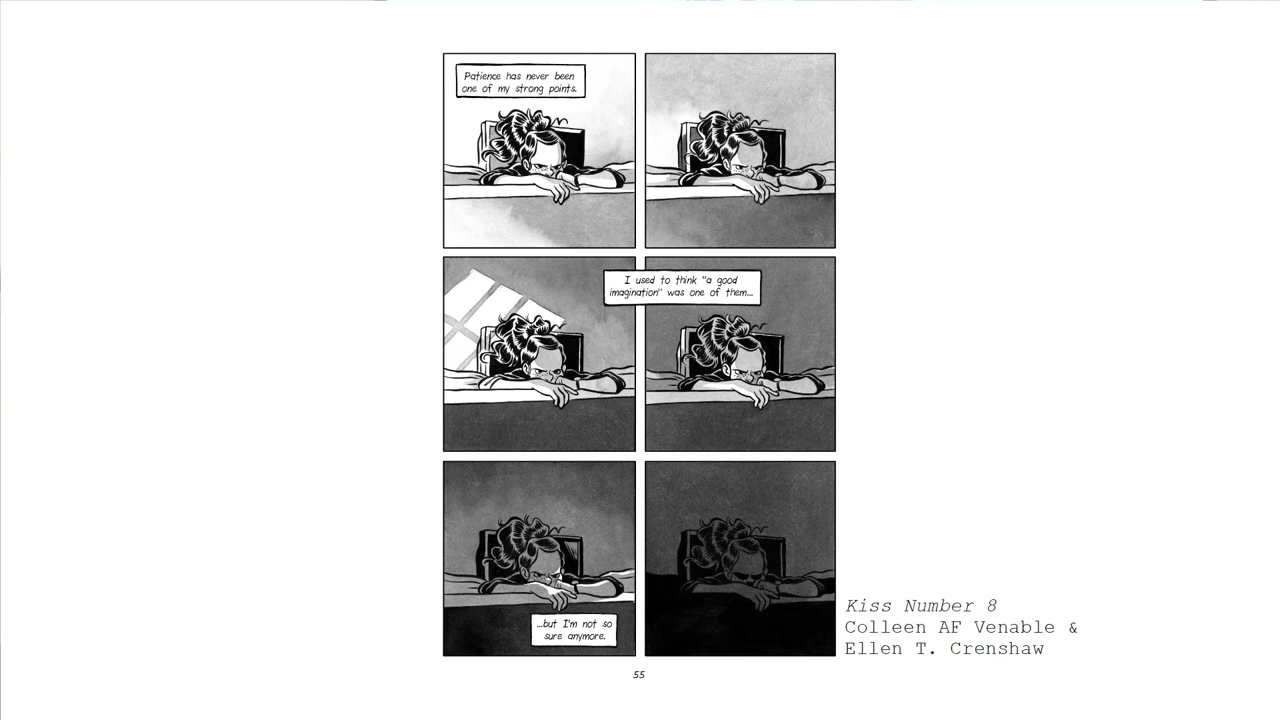 Patience has never been
one of my strong points.
I used to think "a good
imagination" was one of them...
...but I'm not so
sure anymore.
55
Kiss Number 8
Colleen AF Venable &
Ellen T. Crenshaw